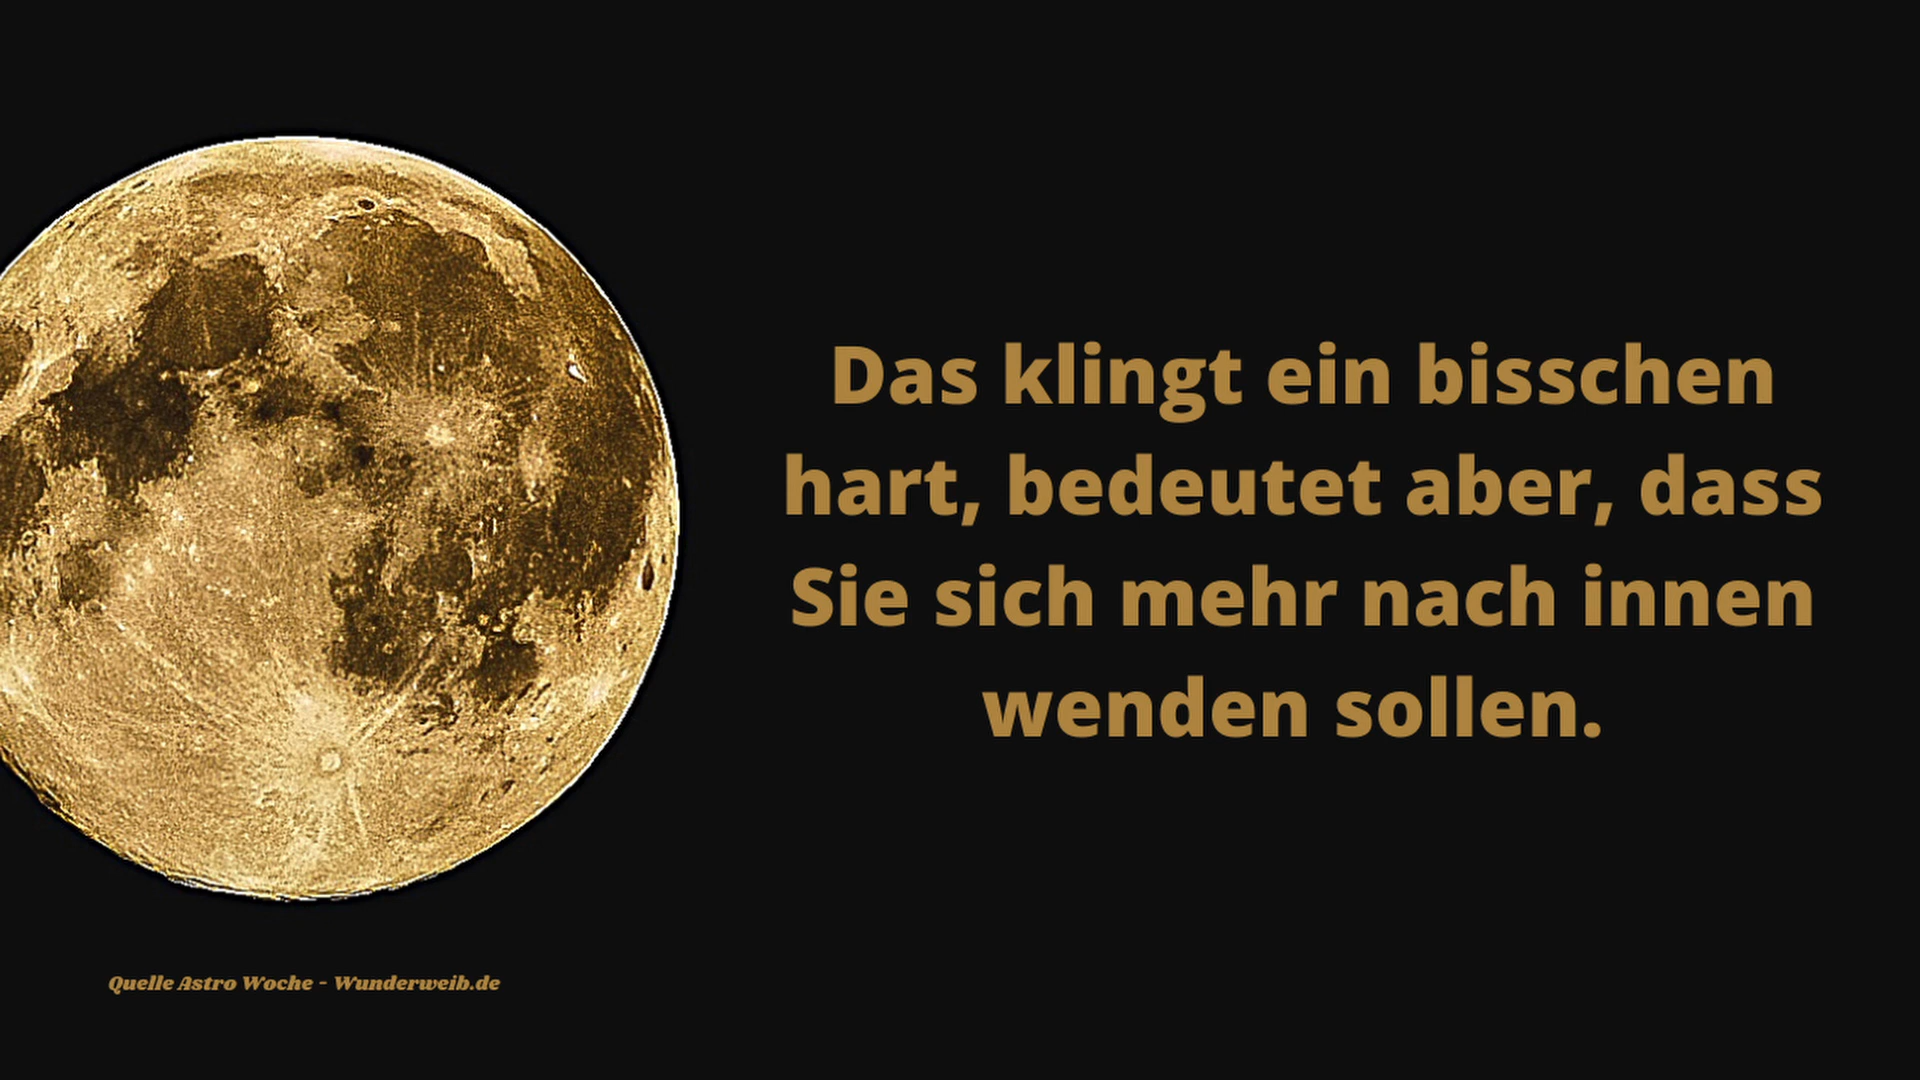 Das klingt ein bisschen
hart, bedeutet aber, dass
Sie sich mehr nach innen
wenden sollen.
Quelle Astro Woche - Wunderweib.de